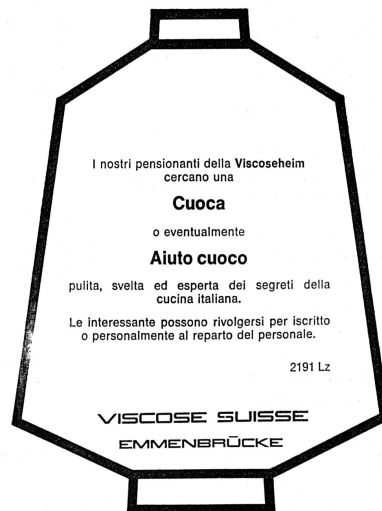 I nostri pensionanti della Viscoseheim
cercano una
Cuoca
o eventualmente
Aiuto cuoco
pulita, svelta ed esperta dei segreti della
cucina italiana.
Le interessante possono rivolgersi per iscritto
o personalmente al reparto del personale.
2191 Lz
VISCOSE SUISSE
EMMENBRÜCKE